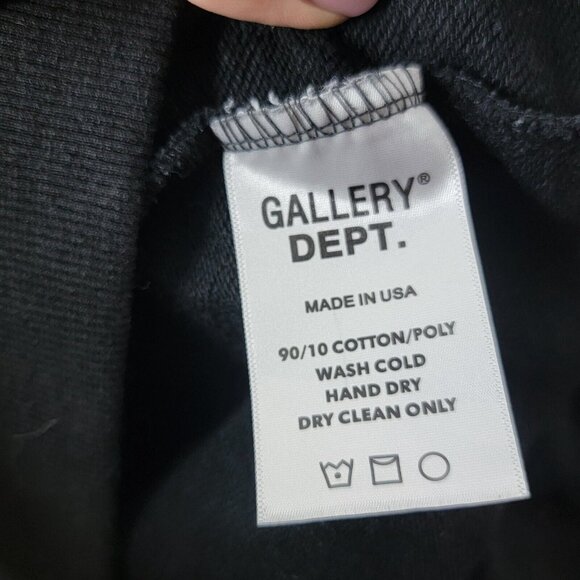 GALLERY®
DEPT.
MADE IN USA
90/10 COTTON/POLY
WASH COLD
HAND DRY
DRY CLEAN ONLY